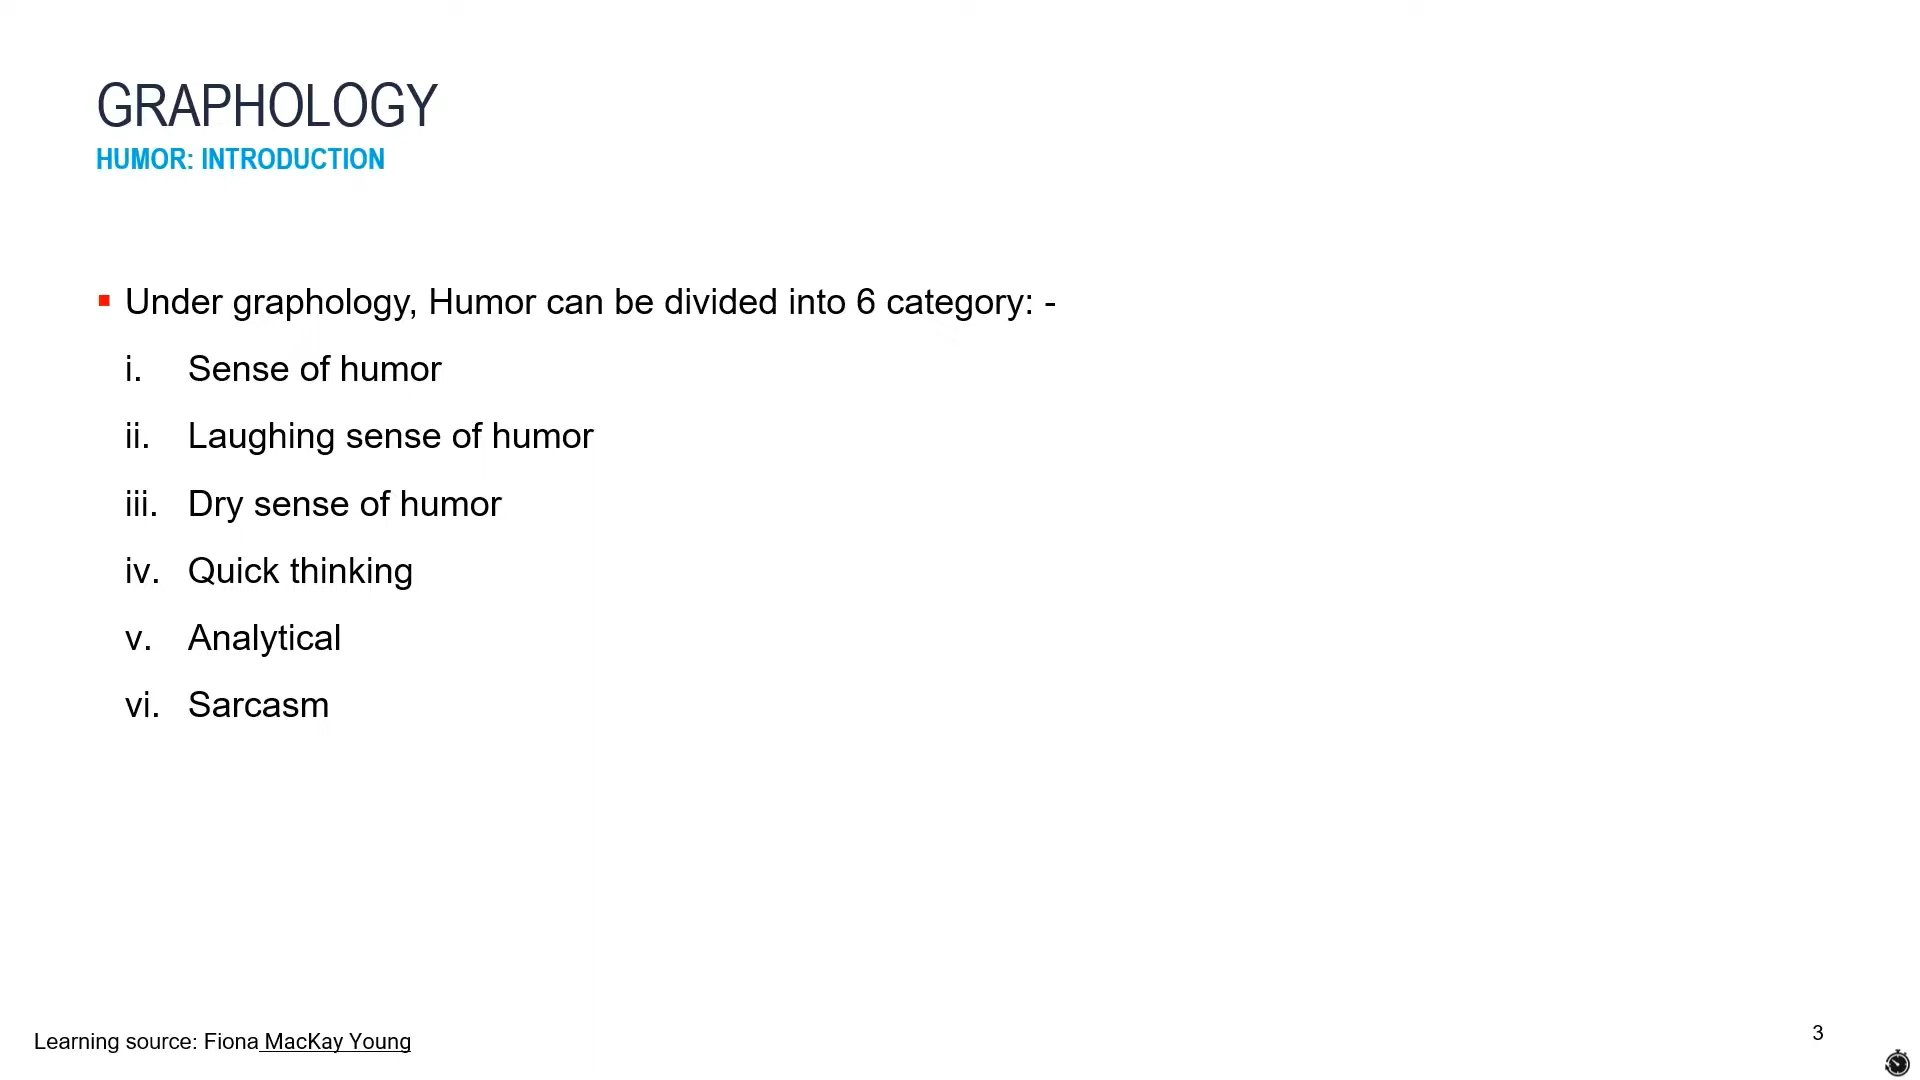 GRAPHOLOGY
HUMOR: INTRODUCTION
Under graphology, Humor can be divided into 6 category: -
i. Sense of humor
ii. Laughing sense of humor
iii. Dry sense of humor
iv. Quick thinking
v. Analytical
vi. Sarcasm
Learning source: Fiona MacKay Young
3